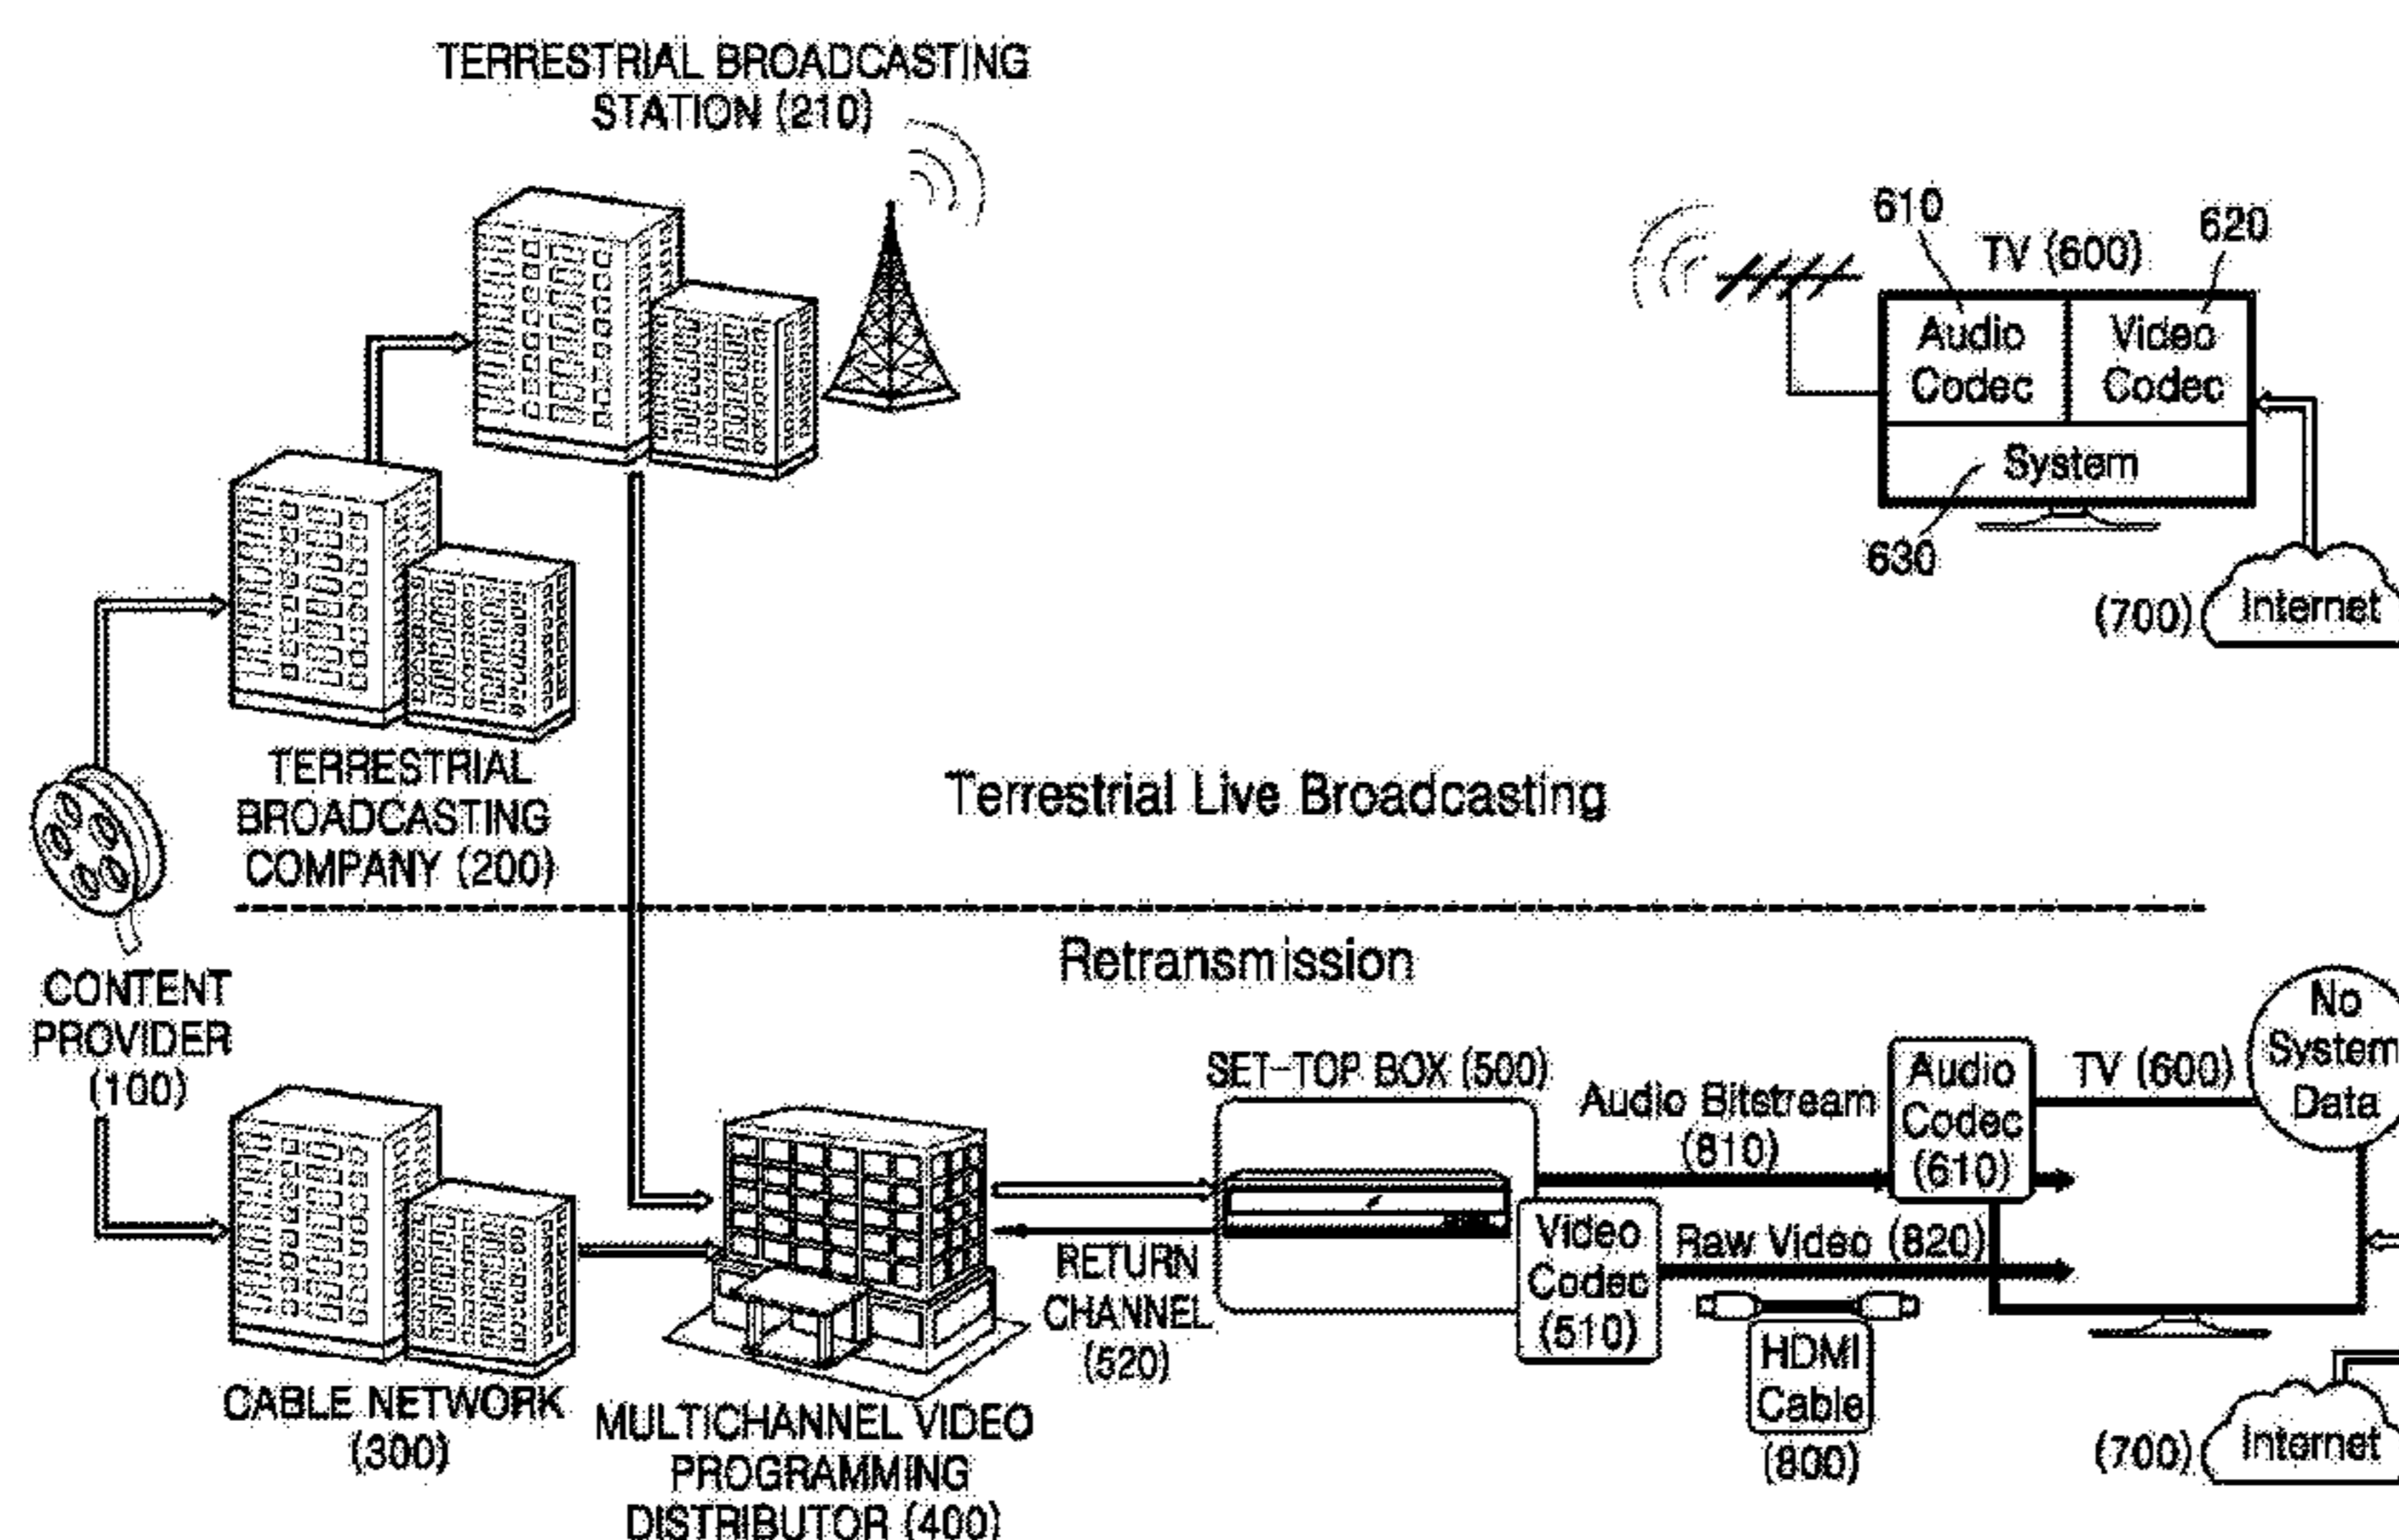 TERRESTRIAL BROADCASTING
STATION (210)
610
TV (600)
620
Audio
Codec
Video
Codec
System
630
(700)
Internet
TERRESTRIAL
BROADCASTING
COMPANY (200)
Terrestrial Live Broadcasting
Retransmission
CONTENT
PROVIDER
(100)
CABLE NETWORK
(300)
MULTICHANNEL VIDEO
PROGRAMMING
DISTRIBUTOR (400)
RETURN
CHANNEL
(520)
SET-TOP BOX (500)
Video
Codec
(510)
Audio Bitstream
(810)
Raw Video (820)
HDMI
Cable
(800)
Audio
Codec
(610)
TV (600)
No
System
Data
(700)
Internet